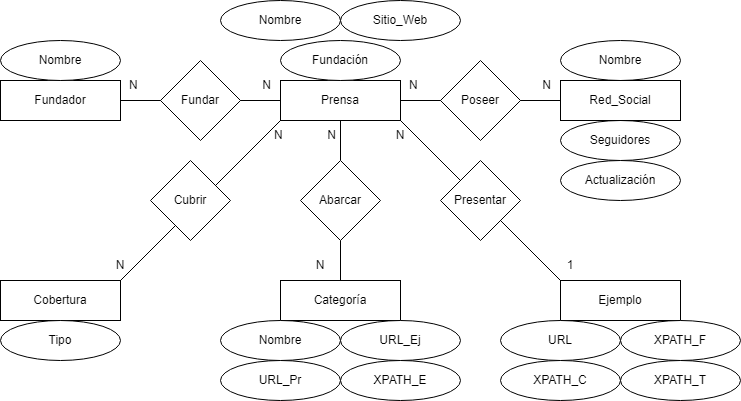 Nombre
Sitio_Web
Nombre
Fundación
Nombre
N
N
N
N
Fundador
Fundar
Prensa
Poseer
Red_Social
N
N
N
Seguidores
Actualización
Cubrir
Abarcar
Presentar
N
N
1
Cobertura
Categoría
Ejemplo
Tipo
Nombre
URL_Ej
URL
XPATH_F
URL_Pr
XPATH_E
XPATH_C
XPATH_T